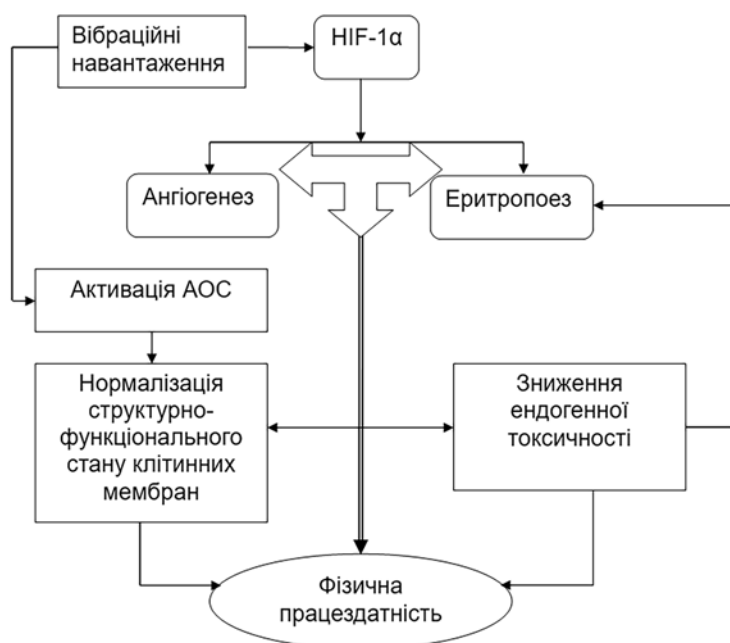 Вібраційні
навантаження
HIF-1α
Ангіогенез
Еритропоез
Активація АОС
Нормалізація
структурно-
функціонального
стану клітинних
мембран
Зниження
ендогенної
токсичності
Фізична
працездатність